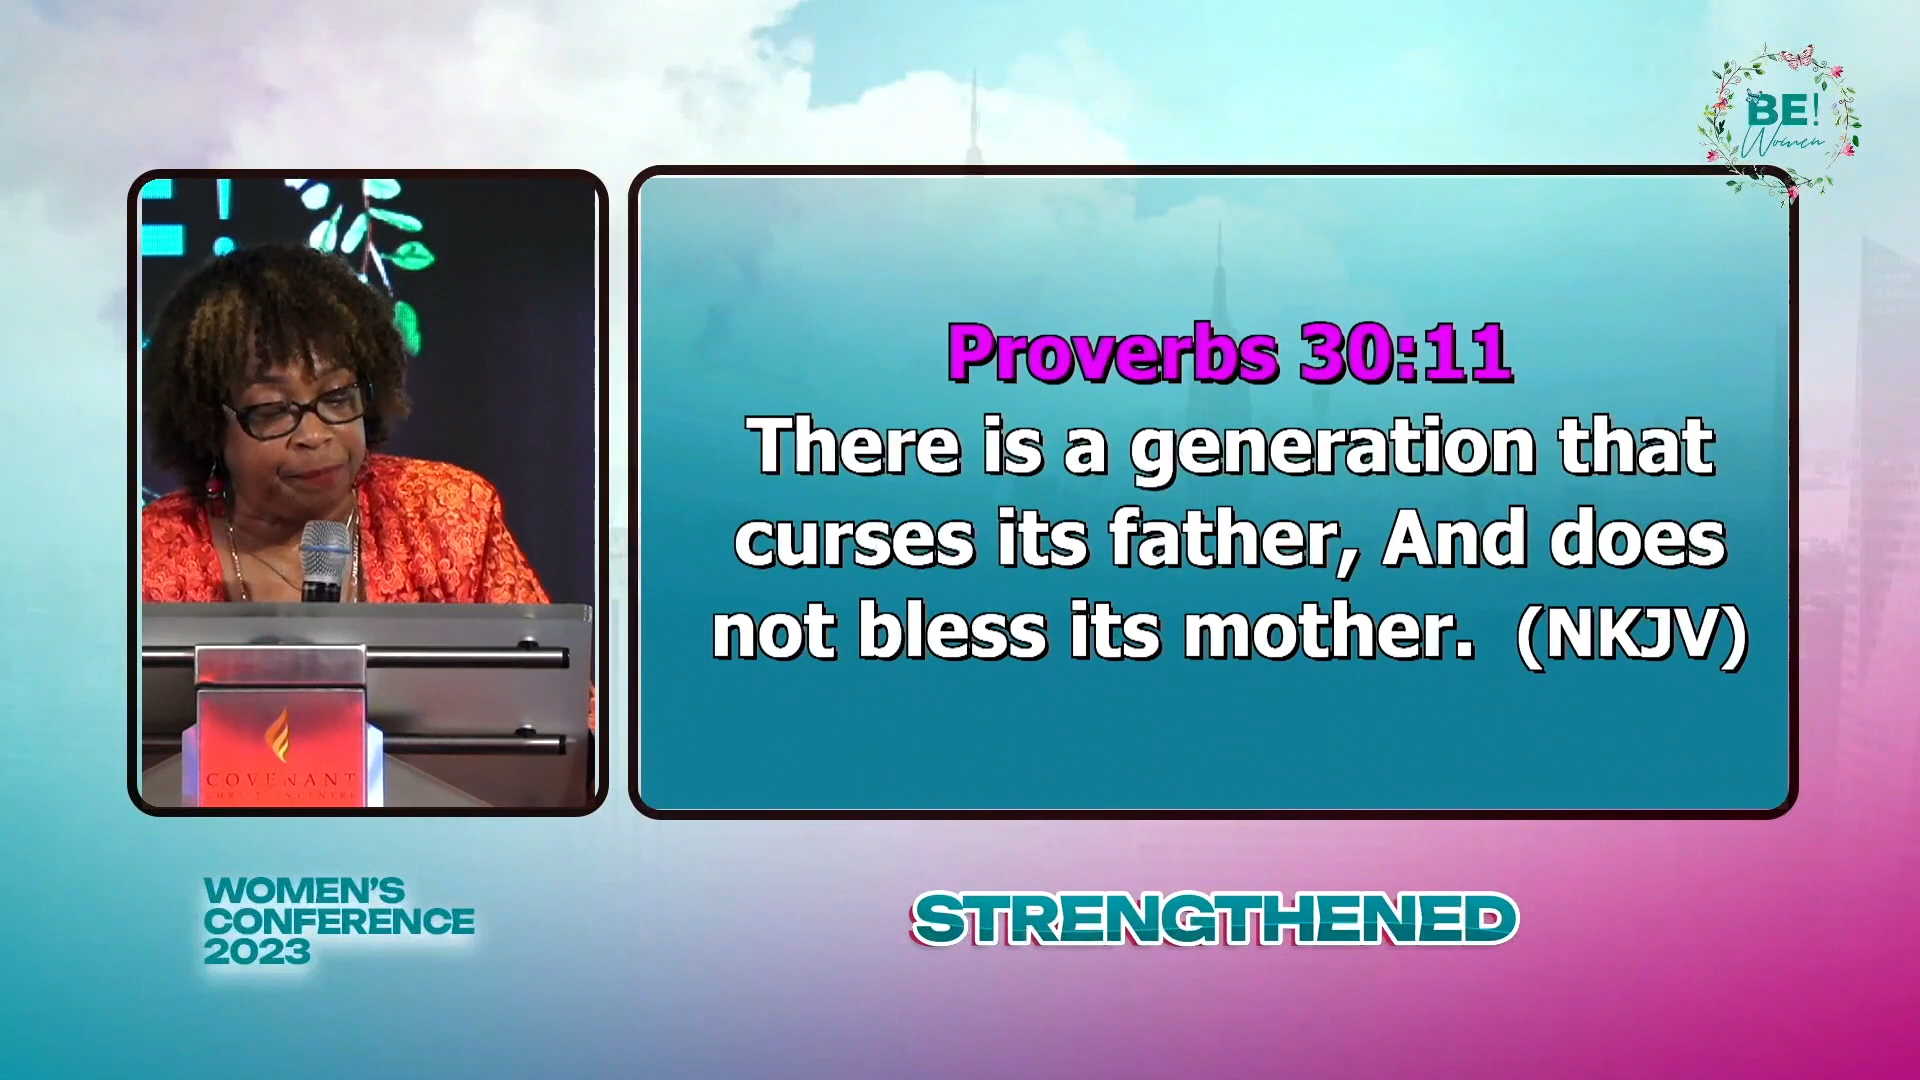 BE!
Women
E!
Proverbs 30:11
There is a generation that
curses its father, And does
not bless its mother. (NKJV)
COVENANT
WOMEN'S
CONFERENCE
2023
STRENGTHENED